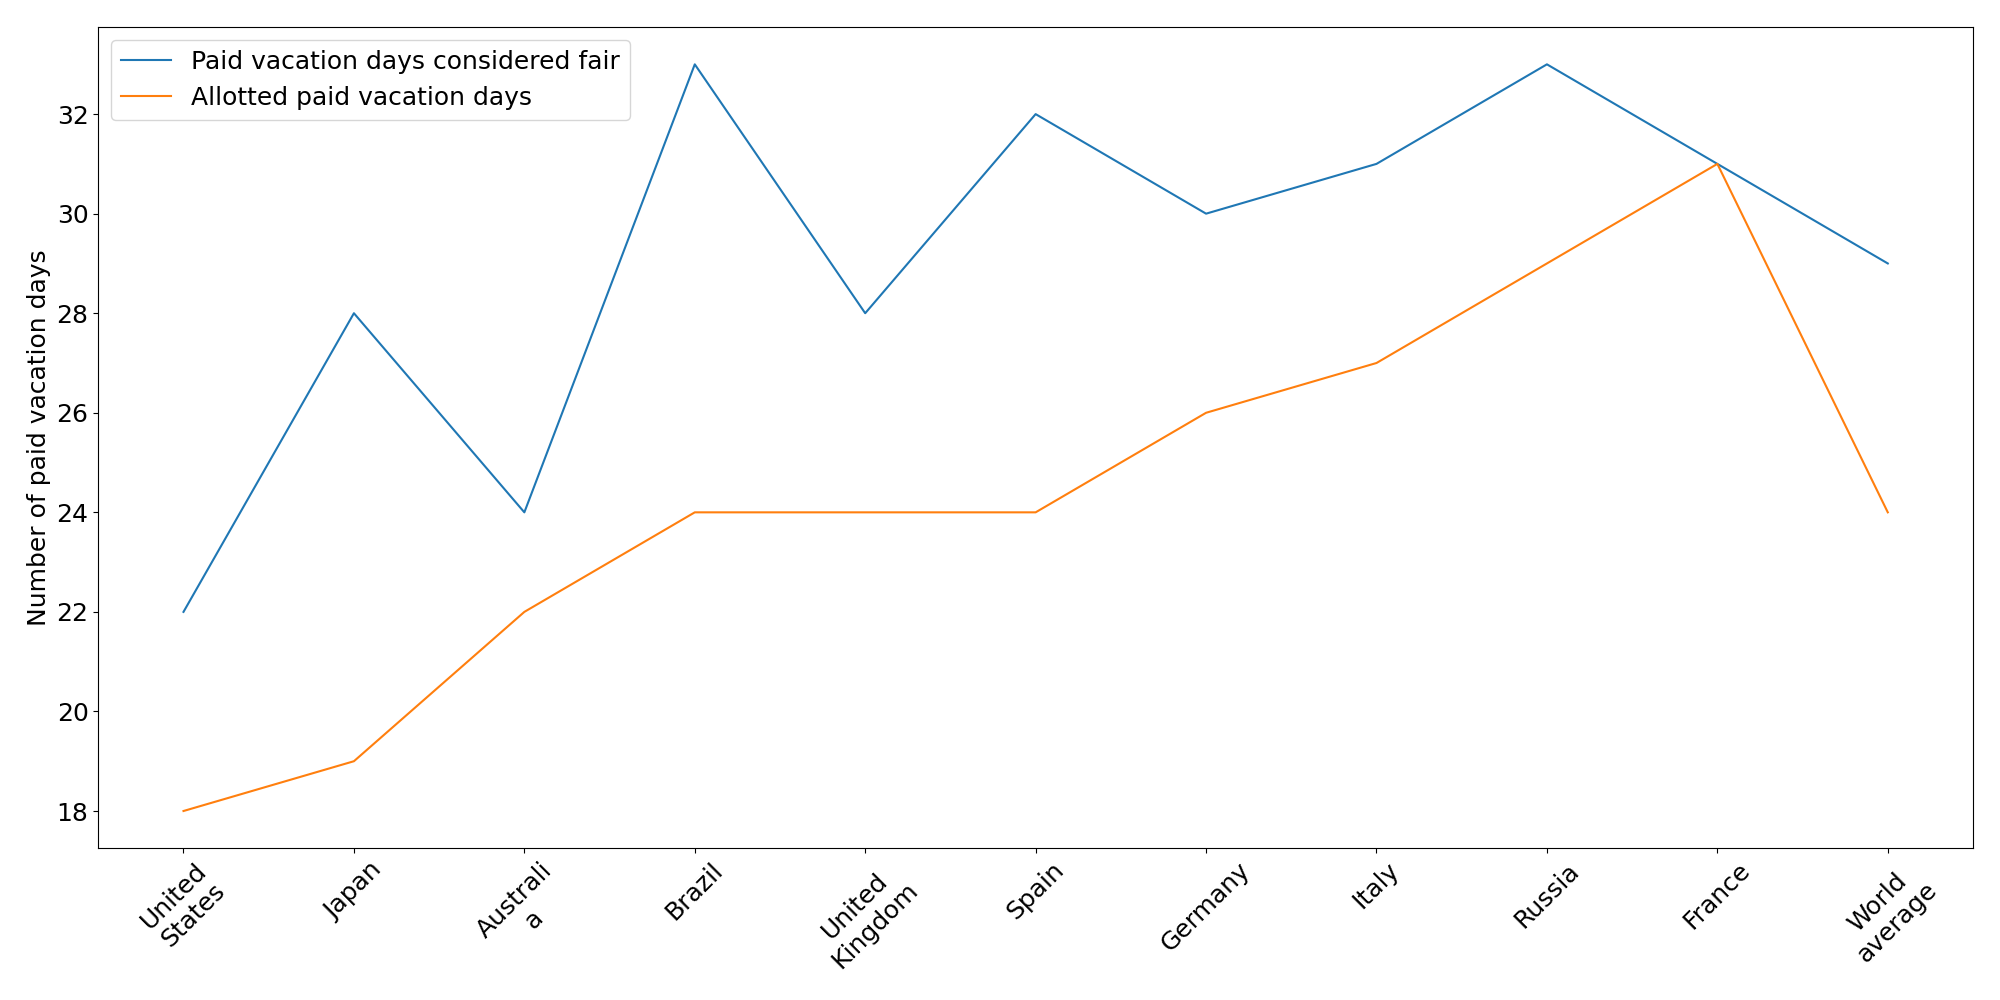 Paid vacation days considered fair
Allotted paid vacation days
Number of paid vacation days
32
30
28
26
24
22
20
18
United
States
Japan
Australi
a
Brazil
United
Kingdom
Spain
Germany
Italy
Russia
France
World
average